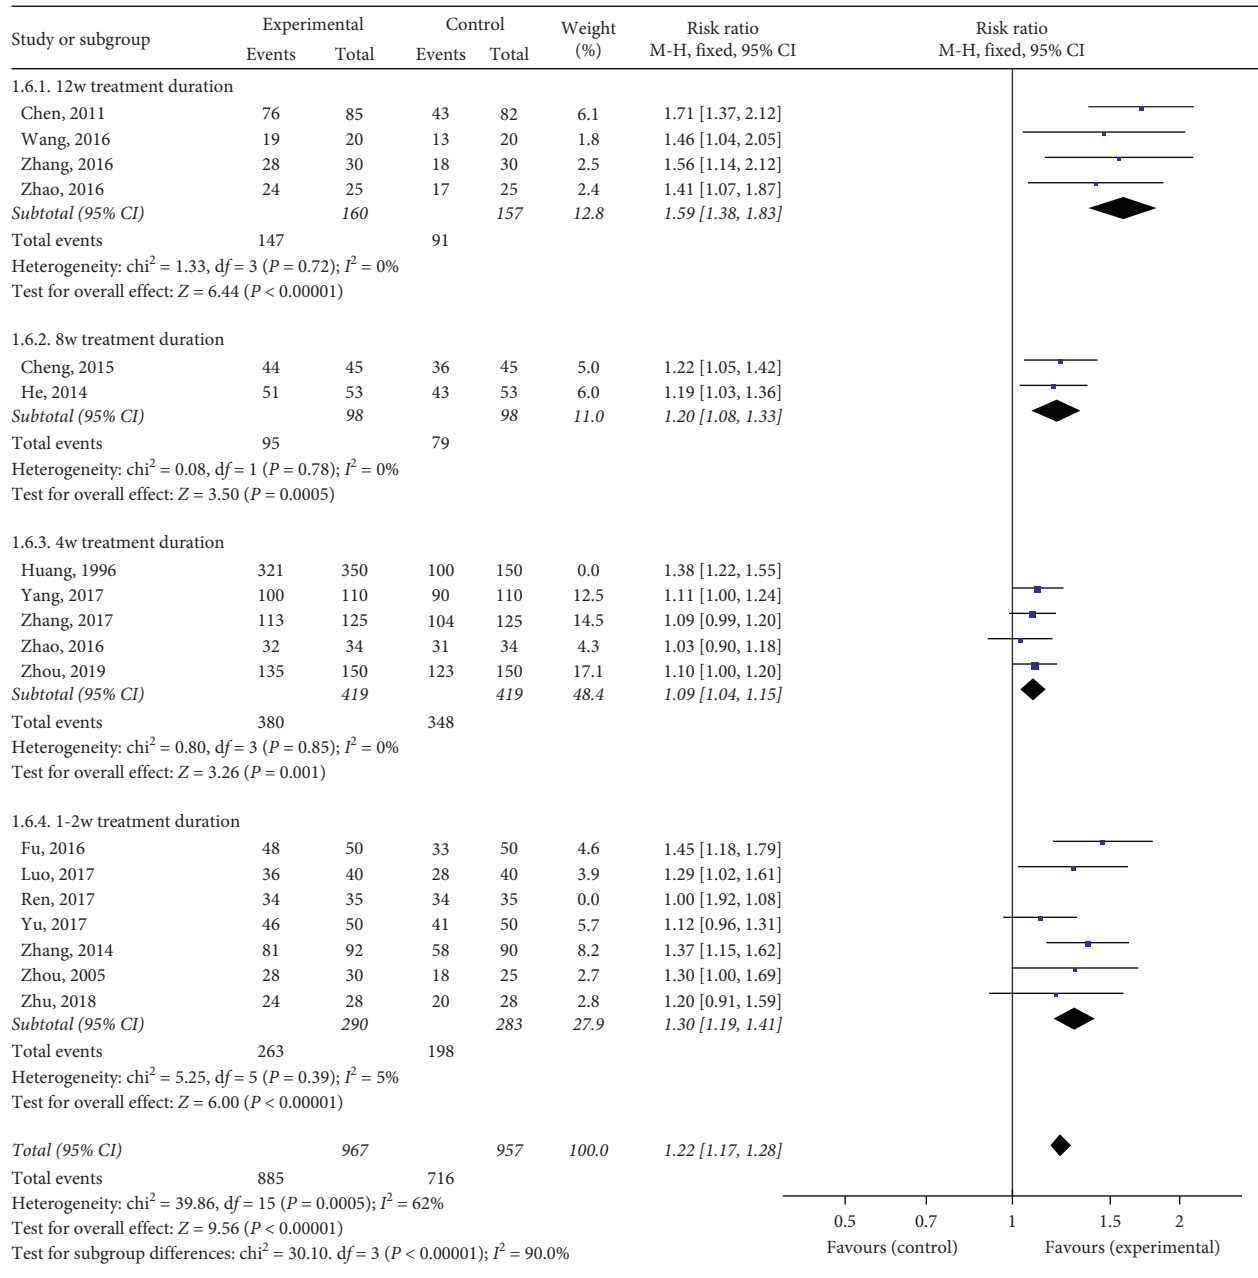 Study or subgroup Experimental Control Weight (%) Risk ratio M-H, fixed, 95% CI Risk ratio M-H, fixed, 95% CI
Events Total Events Total
1.6.1. 12w treatment duration
Chen, 2011 76 85 43 82 6.1 1.71 [1.37, 2.12]
Wang, 2016 19 20 13 20 1.8 1.46 [1.04, 2.05]
Zhang, 2016 28 30 18 30 2.5 1.56 [1.14, 2.12]
Zhao, 2016 24 25 17 25 2.4 1.41 [1.07, 1.87]
Subtotal (95% CI) 160 157 12.8 1.59 [1.38, 1.83]
Total events 147 91
Heterogeneity: chi² = 1.33, df = 3 (P = 0.72); I² = 0%
Test for overall effect: Z = 6.44 (P < 0.00001)
1.6.2. 8w treatment duration
Cheng, 2015 44 45 36 45 5.0 1.22 [1.05, 1.42]
He, 2014 51 53 43 53 6.0 1.19 [1.03, 1.36]
Subtotal (95% CI) 98 98 11.0 1.20 [1.08, 1.33]
Total events 95 79
Heterogeneity: chi² = 0.08, df = 1 (P = 0.78); I² = 0%
Test for overall effect: Z = 3.50 (P = 0.0005)
1.6.3. 4w treatment duration
Huang, 1996 321 350 100 150 0.0 1.38 [1.22, 1.55]
Yang, 2017 100 110 90 110 12.5 1.11 [1.00, 1.24]
Zhang, 2017 113 125 104 125 14.5 1.09 [0.99, 1.20]
Zhao, 2016 32 34 31 34 4.3 1.03 [0.90, 1.18]
Zhou, 2019 135 150 123 150 17.1 1.10 [1.00, 1.20]
Subtotal (95% CI) 419 419 48.4 1.09 [1.04, 1.15]
Total events 380 348
Heterogeneity: chi² = 0.80, df = 3 (P = 0.85); I² = 0%
Test for overall effect: Z = 3.26 (P = 0.001)
1.6.4. 1-2w treatment duration
Fu, 2016 48 50 33 50 4.6 1.45 [1.18, 1.79]
Luo, 2017 36 40 28 40 3.9 1.29 [1.02, 1.61]
Ren, 2017 34 35 34 35 0.0 1.00 [1.92, 1.08]
Yu, 2017 46 50 41 50 5.7 1.12 [0.96, 1.31]
Zhang, 2014 81 92 58 90 8.2 1.37 [1.15, 1.62]
Zhou, 2005 28 30 18 25 2.7 1.30 [1.00, 1.69]
Zhu, 2018 24 28 20 28 2.8 1.20 [0.91, 1.59]
Subtotal (95% CI) 290 283 27.9 1.30 [1.19, 1.41]
Total events 263 198
Heterogeneity: chi² = 5.25, df = 5 (P = 0.39); I² = 5%
Test for overall effect: Z = 6.00 (P < 0.00001)
Total (95% CI) 967 957 100.0 1.22 [1.17, 1.28]
Total events 885 716
Heterogeneity: chi² = 39.86, df = 15 (P = 0.0005); I² = 62%
Test for overall effect: Z = 9.56 (P < 0.00001)
Test for subgroup differences: chi² = 30.10. df = 3 (P < 0.00001); I² = 90.0%
0.5 0.7 1 1.5 2
Favours (control) Favours (experimental)